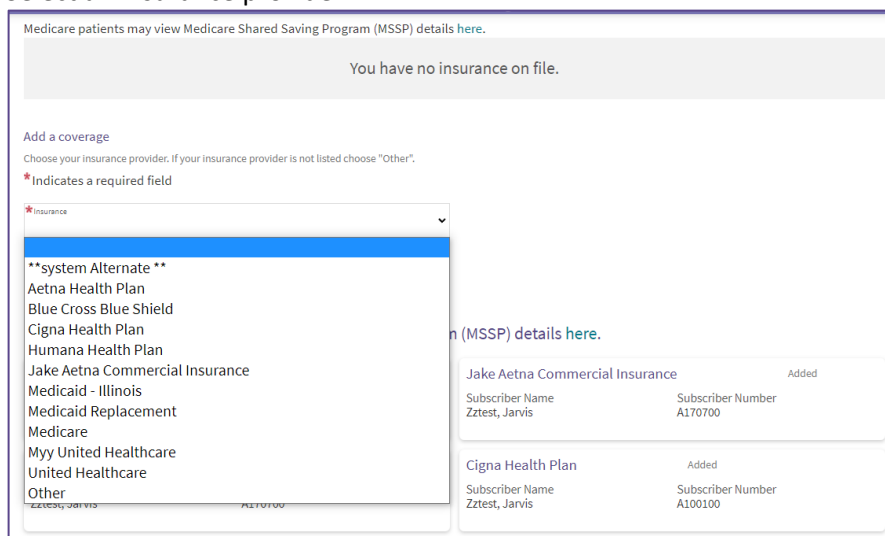 Medicare patients may view Medicare Shared Saving Program (MSSP) details here.
You have no insurance on file.
Add a coverage
Choose your insurance provider. If your insurance provider is not listed choose "Other".
*Indicates a required field
*Insurance
**system Alternate **
Aetna Health Plan
Blue Cross Blue Shield
Cigna Health Plan
Humana Health Plan
Jake Aetna Commercial Insurance
Medicaid - Illinois
Medicaid Replacement
Medicare
Myy United Healthcare
United Healthcare
Other
(MSSP) details here.
Jake Aetna Commercial Insurance Added
Subscriber Name Subscriber Number
Zztest, Jarvis A170700
Cigna Health Plan Added
Subscriber Name Subscriber Number
Zztest, Jarvis A100100
Zztest, Jarvis A170700